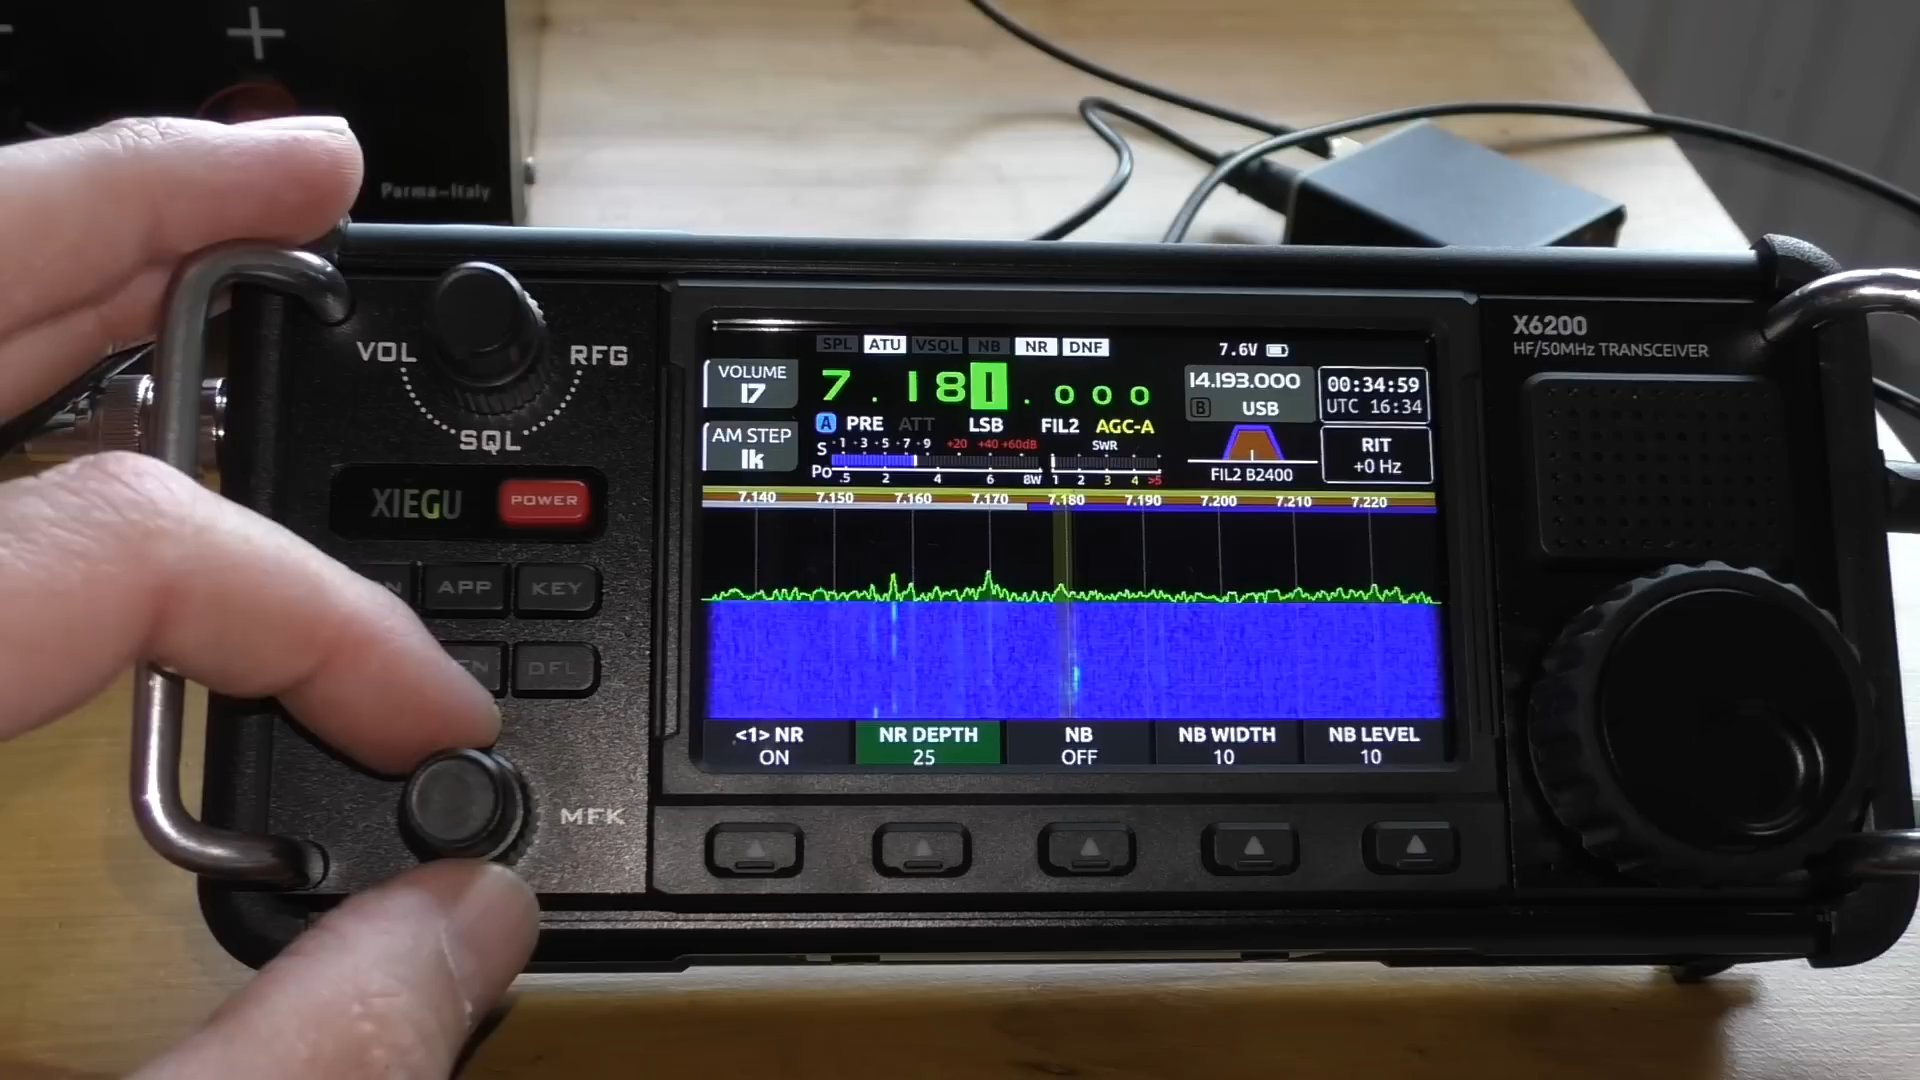 +
Parma-Italy
VOL
RFG
SQL
XIEGU
POWER
APP
KEY
DFL
MFK
SPL ATU VSQL NB NR DNF
7.6V
VOLUME
17
7.181.000
14.193.000
B USB
00:34:59
UTC 16:34
A PRE ATT LSB FIL2 AGC-A
AM STEP
1k
S 1 3 5 7 9 +20 +40 +60dB
SWR
Po .5 2 4 6 8W 1 2 3 4 >5
FIL2 B2400
RIT
+0 Hz
7.140 7.150 7.160 7.170 7.180 7.190 7.200 7.210 7.220
<1> NR
ON
NR DEPTH
25
NB
OFF
NB WIDTH
10
NB LEVEL
10
X6200
HF/50MHz TRANSCEIVER